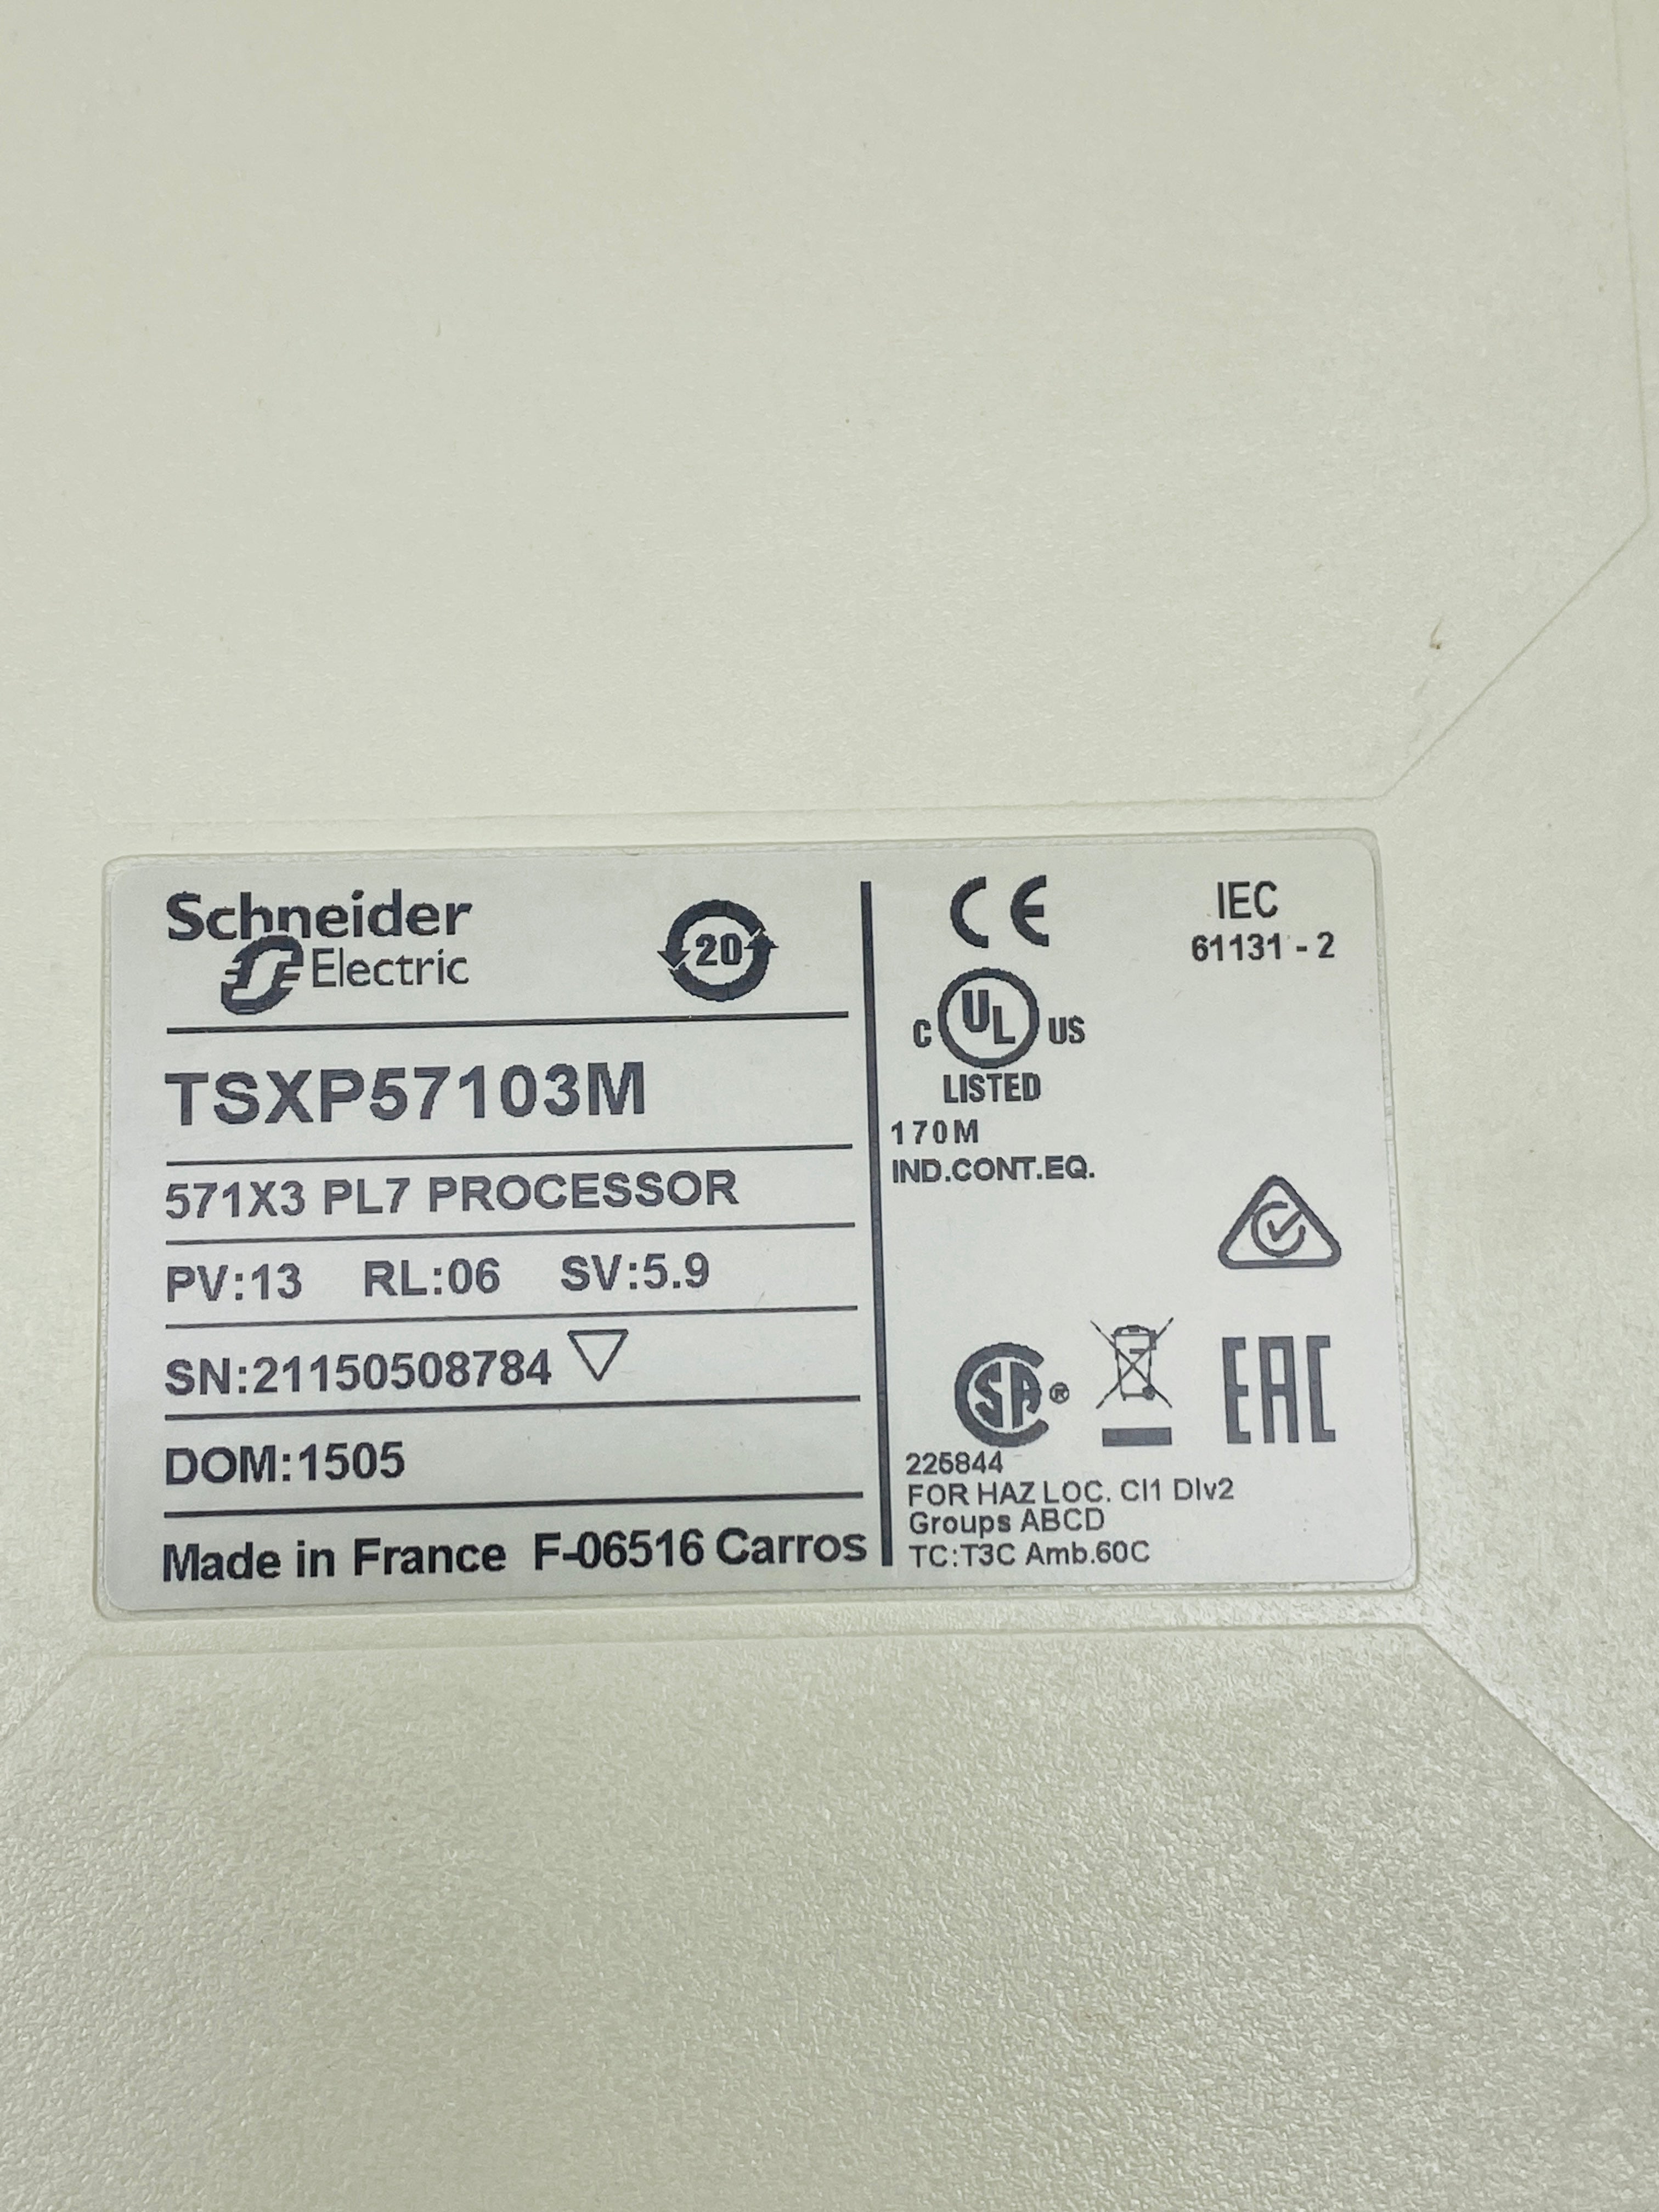 Schneider
Electric
20
TSXP57103M
571X3 PL7 PROCESSOR
PV:13 RL:06 SV:5.9
SN:21150508784
DOM:1505
Made in France F-06516 Carros
CE
IEC
61131 - 2
C UL US
LISTED
170M
IND.CONT.EQ.
SA ®
EAC
225844
FOR HAZ LOC. Cl1 DIv2
Groups ABCD
TC:T3C Amb.60C